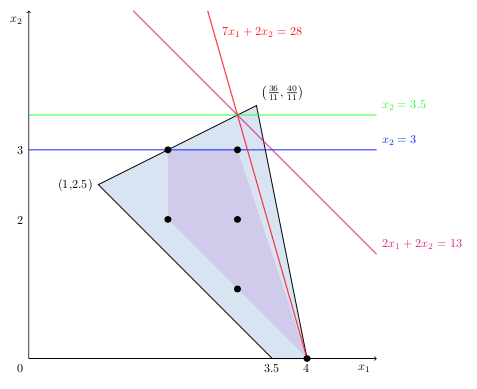 x₂
7x₁ + 2x₂ = 28
(36/11, 40/11)
x₂ = 3.5
x₂ = 3
3
(1,2.5)
2
2x₁ + 2x₂ = 13
0
3.5
4
x₁